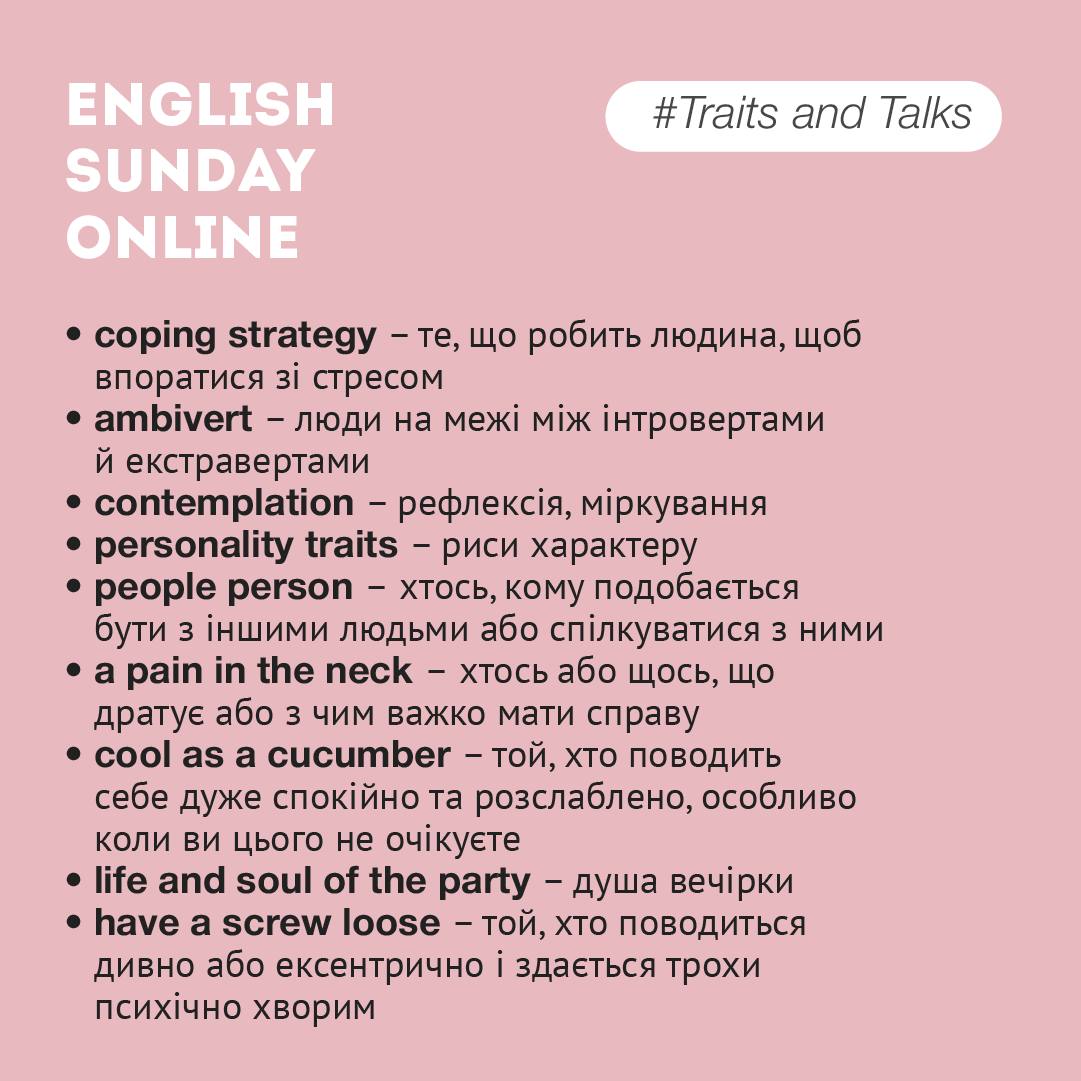 ENGLISH
SUNDAY
ONLINE
#Traits and Talks
• coping strategy – те, що робить людина, щоб
впоратися зі стресом
• ambivert – люди на межі між інтровертами
й екстравертами
• contemplation – рефлексія, міркування
• personality traits – риси характеру
• people person – хтось, кому подобається
бути з іншими людьми або спілкуватися з ними
• a pain in the neck – хтось або щось, що
дратує або з чим важко мати справу
• cool as a cucumber – той, хто поводить
себе дуже спокійно та розслаблено, особливо
коли ви цього не очікуєте
• life and soul of the party – душа вечірки
• have a screw loose – той, хто поводиться
дивно або ексентрично і здається трохи
психічно хворим